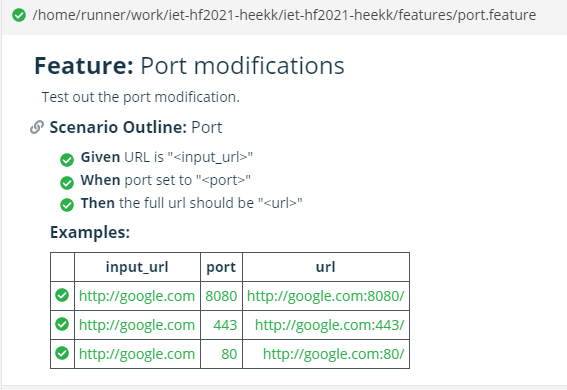 /home/runner/work/iet-hf2021-heekk/iet-hf2021-heekk/features/port.feature
Feature: Port modifications
Test out the port modification.
Scenario Outline: Port
Given URL is "<input_url>"
When port set to "<port>"
Then the full url should be "<url>"
Examples:
input_url port url
http://google.com 8080 http://google.com:8080/
http://google.com 443 http://google.com:443/
http://google.com 80 http://google.com:80/